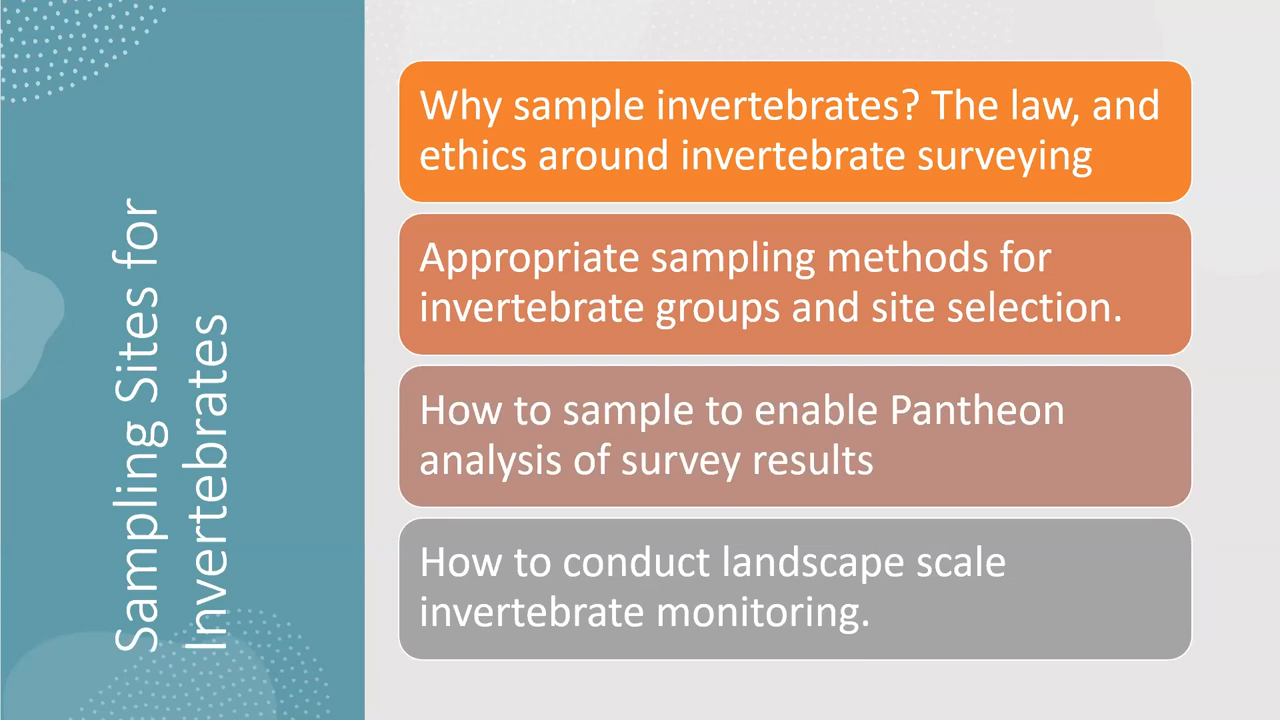 Sampling Sites for
Invertebrates
Why sample invertebrates? The law, and
ethics around invertebrate surveying
Appropriate sampling methods for
invertebrate groups and site selection.
How to sample to enable Pantheon
analysis of survey results
How to conduct landscape scale
invertebrate monitoring.